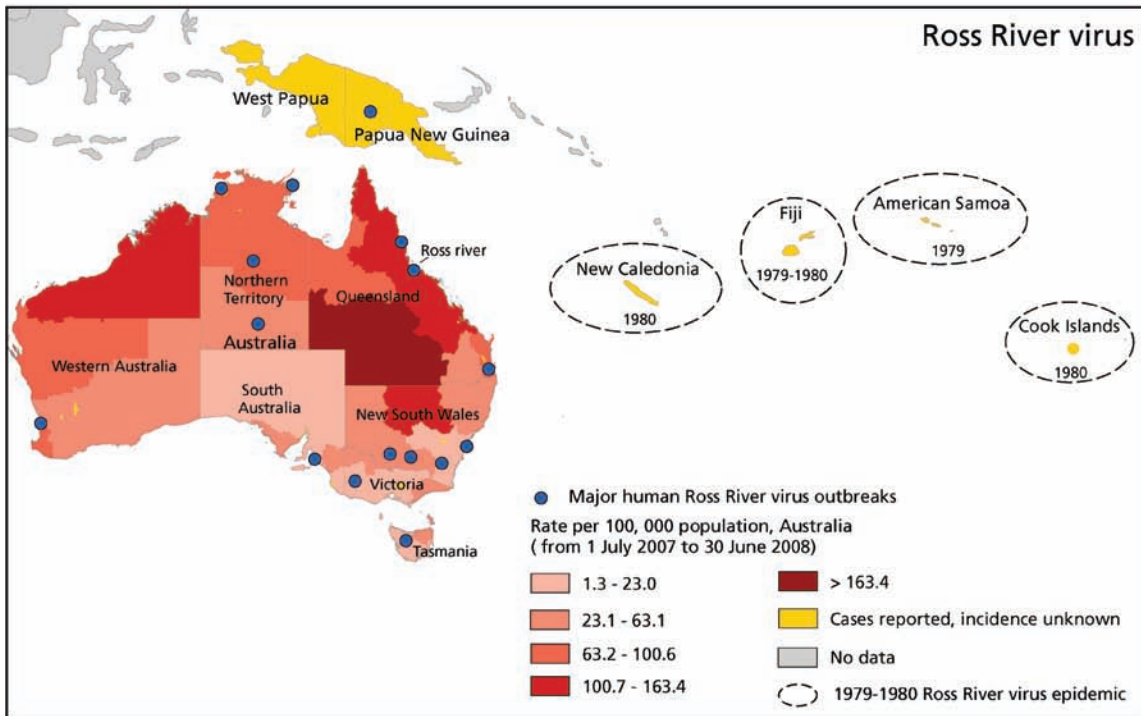 Ross River virus
West Papua
Papua New Guinea
American Samoa
1979
Fiji
1979-1980
Ross river
New Caledonia
1980
Northern
Territory
Queensland
Cook Islands
1980
Australia
Western Australia
South
Australia
New South Wales
Victoria
Tasmania
Major human Ross River virus outbreaks
Rate per 100, 000 population, Australia
( from 1 July 2007 to 30 June 2008)
1.3 - 23.0
23.1 - 63.1
63.2 - 100.6
100.7 - 163.4
> 163.4
Cases reported, incidence unknown
No data
1979-1980 Ross River virus epidemic